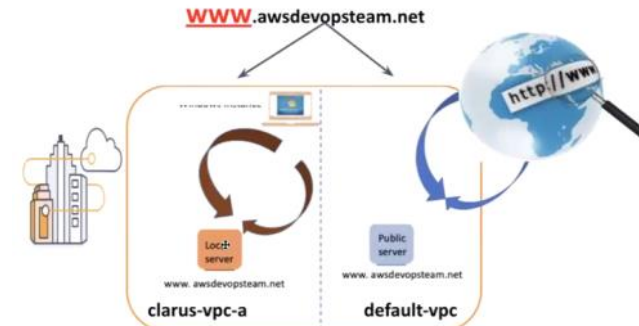 www.awsdevopsteam.net
http://www
Local
server
Public
server
www. awsdevopsteam.net
www. awsdevopsteam.net
clarus-vpc-a
default-vpc